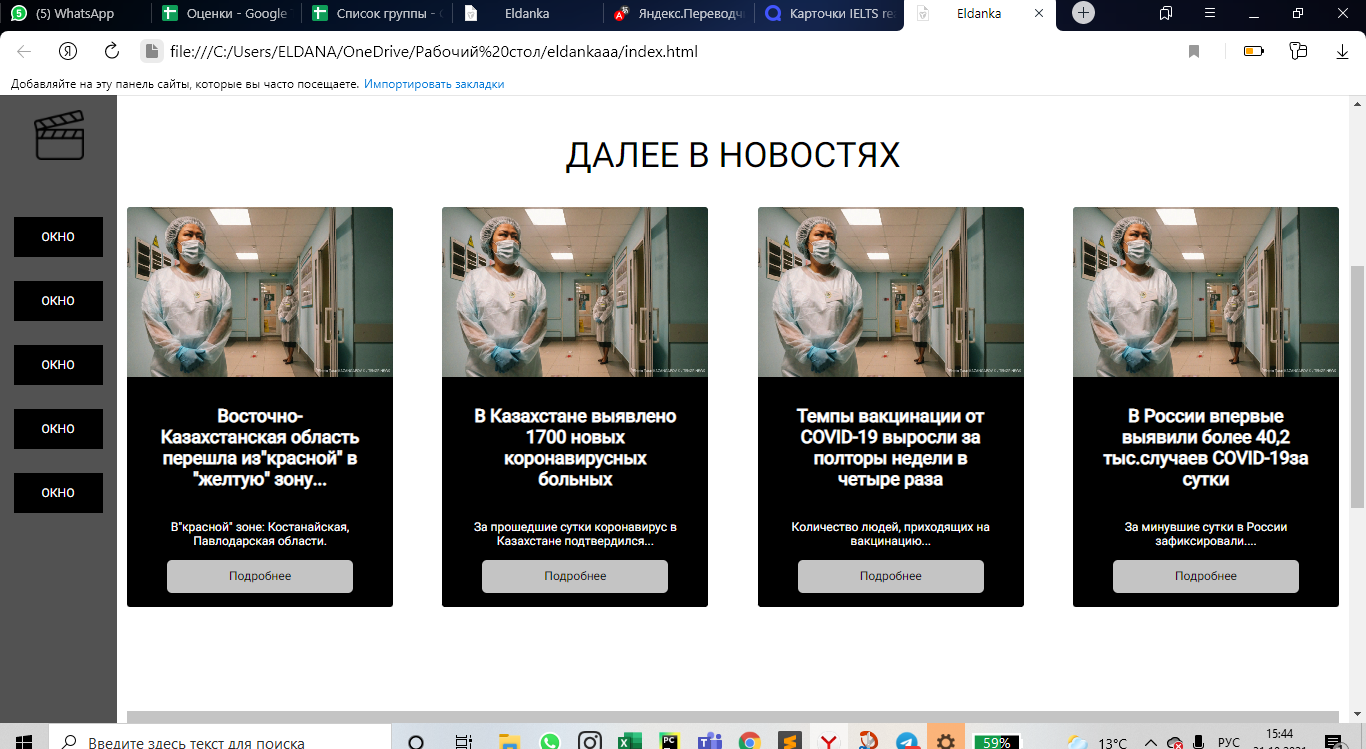 (5) WhatsApp
Оценки - Google
Список группы -
Eldanka
Яндекс.Переводч
Карточки IELTS re
Eldanka
file:///C:/Users/ELDANA/OneDrive/Рабочий%20стол/eldankaaa/index.html
Добавляйте на эту панель сайты, которые вы часто посещаете. Импортировать закладки
ДАЛЕЕ В НОВОСТЯХ
ОКНО
ОКНО
ОКНО
ОКНО
ОКНО
Восточно-
Казахстанская область
перешла из"красной" в
"желтую" зону...
В"красной" зоне: Костанайская,
Павлодарская области.
Подробнее
В Казахстане выявлено
1700 новых
коронавирусных
больных
За прошедшие сутки коронавирус в
Казахстане подтвердился...
Подробнее
Темпы вакцинации от
COVID-19 выросли за
полторы недели в
четыре раза
Количество людей, приходящих на
вакцинацию...
Подробнее
В России впервые
выявили более 40,2
тыс.случаев COVID-19за
сутки
За минувшие сутки в России
зафиксировали....
Подробнее
Введите здесь текст для поиска
59%
13°C
РУС
15:44